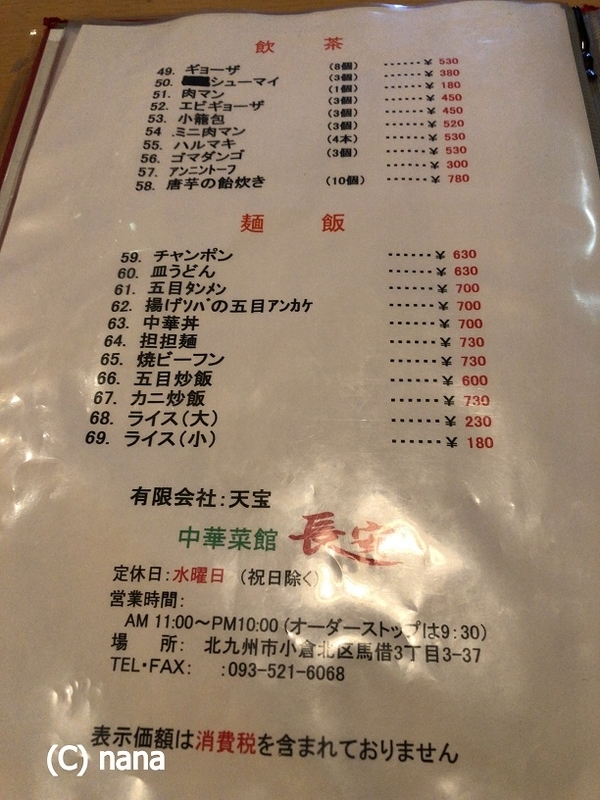 飲 茶
49. ギョーザ (8個) ······¥ 530
50. シューマイ (3個) ······¥ 380
51. 肉マン (1個) ······¥ 180
52. エビギョーザ (3個) ······¥ 450
53. 小籠包 (3個) ······¥ 450
54 .ミニ肉マン (3個) ······¥ 520
55. ハルマキ (4本) ······¥ 530
56. ゴマダンゴ (3個) ······¥ 530
57. アンニントーフ ······¥ 300
58. 唐芋の飴炊き (10個) ······¥ 780
麺 飯
59. チャンポン ······¥ 630
60. 皿うどん ······¥ 630
61. 五目タンメン ······¥ 700
62. 揚げソバの五目アンカケ ······¥ 700
63. 中華丼 ······¥ 700
64. 担担麺 ······¥ 730
65. 焼ビーフン ······¥ 730
66. 五目炒飯 ······¥ 600
67. カニ炒飯 ······¥ 730
68. ライス（大） ······¥ 230
69. ライス（小） ······¥ 180
有限会社：天宝
中華菜館
定休日：水曜日 （祝日除く）
営業時間：
AM 11:00〜PM10:00 (オーダーストップは9：30)
場 所： 北九州市小倉北区馬借3丁目3-37
TEL・FAX： :093-521-6068
表示価額は消費税を含まれておりません
(C) nana